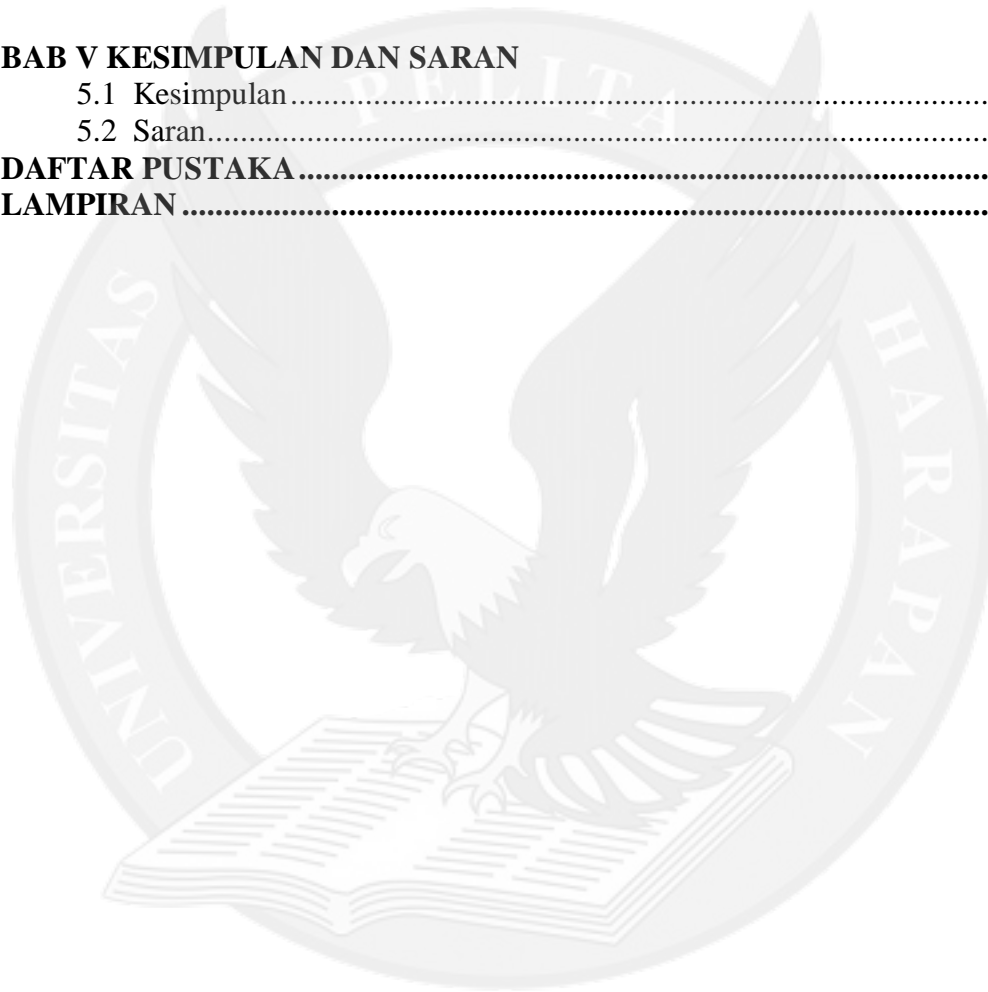 BAB V KESIMPULAN DAN SARAN
5.1 Kesimpulan........................................................................................
5.2 Saran..................................................................................................
DAFTAR PUSTAKA....................................................................................
LAMPIRAN..................................................................................................
UNIVERSITAS PELITA HARAPAN